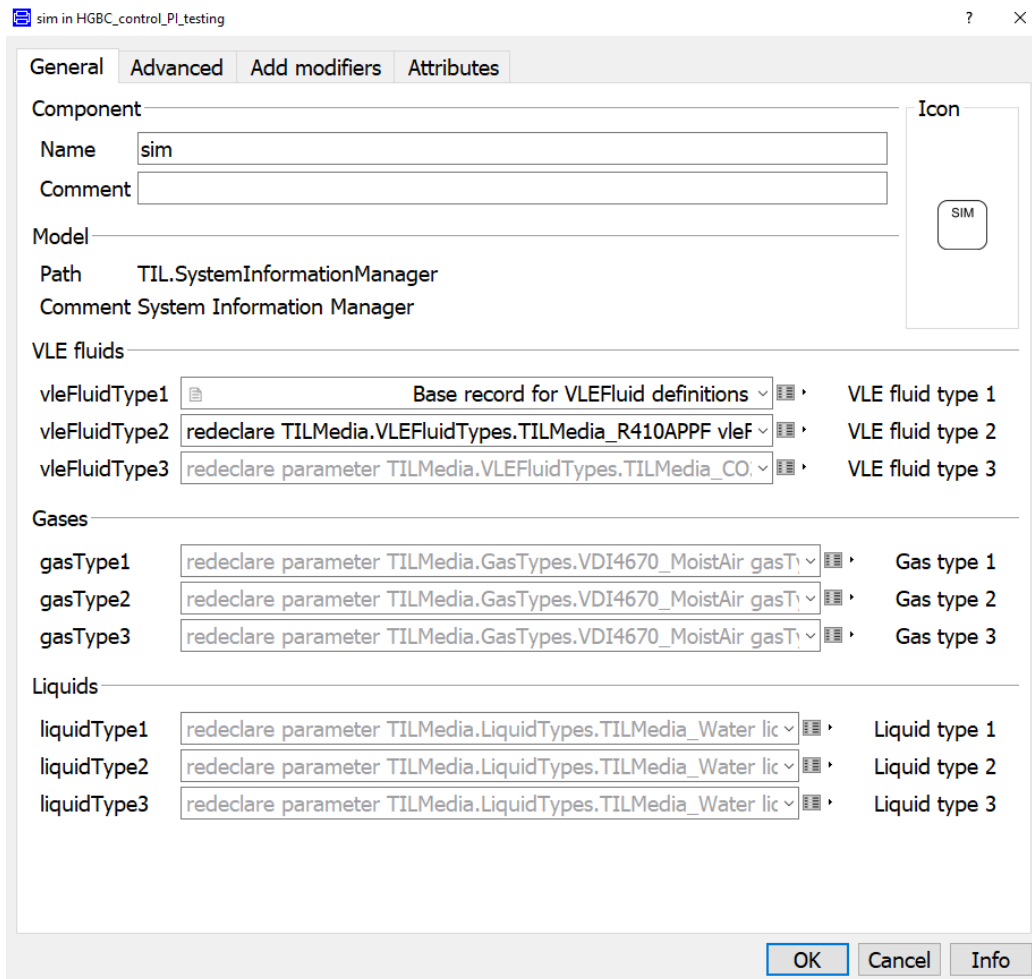 sim in HGBC_control_PI_testing ? ×
General Advanced Add modifiers Attributes
Component Icon
Name sim
SIM
Comment
Model
Path TIL.SystemInformationManager
Comment System Information Manager
VLE fluids
vleFluidType1 Base record for VLEFluid definitions VLE fluid type 1
vleFluidType2 redeclare TILMedia.VLEFluidTypes.TILMedia_R410APPF vleF VLE fluid type 2
vleFluidType3 redeclare parameter TILMedia.VLEFluidTypes.TILMedia_CO VLE fluid type 3
Gases
gasType1 redeclare parameter TILMedia.GasTypes.VDI4670_MoistAir gasTy Gas type 1
gasType2 redeclare parameter TILMedia.GasTypes.VDI4670_MoistAir gasTy Gas type 2
gasType3 redeclare parameter TILMedia.GasTypes.VDI4670_MoistAir gasTy Gas type 3
Liquids
liquidType1 redeclare parameter TILMedia.LiquidTypes.TILMedia_Water lic Liquid type 1
liquidType2 redeclare parameter TILMedia.LiquidTypes.TILMedia_Water lic Liquid type 2
liquidType3 redeclare parameter TILMedia.LiquidTypes.TILMedia_Water lic Liquid type 3
OK Cancel Info